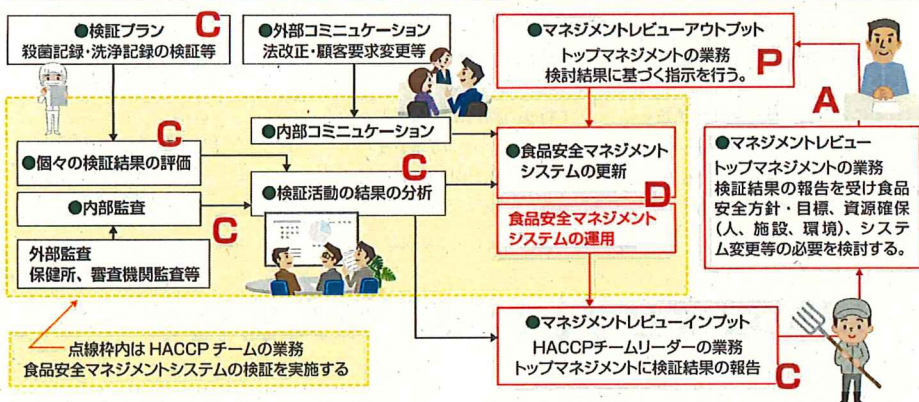 ●検証プラン
殺菌記録・洗浄記録の検証等
C
●外部コミニュケーション
法改正・顧客要求変更等
●マネジメントレビューアウトプット
トップマネジメントの業務
検討結果に基づく指示を行う。
P
A
●内部コミニュケーション
C
●個々の検証結果の評価
●内部監査
C
外部監査
保健所、審査機関監査等
C
●検証活動の結果の分析
●食品安全マネジメント
システムの更新
D
食品安全マネジメント
システムの運用
●マネジメントレビュー
トップマネジメントの業務
検証結果の報告を受け食品
安全方針・目標、資源確保
(人、施設、環境)、システ
ム変更等の必要を検討する。
点線枠内は HACCP チームの業務
食品安全マネジメントシステムの検証を実施する
●マネジメントレビューインプット
HACCPチームリーダーの業務
トップマネジメントに検証結果の報告
C